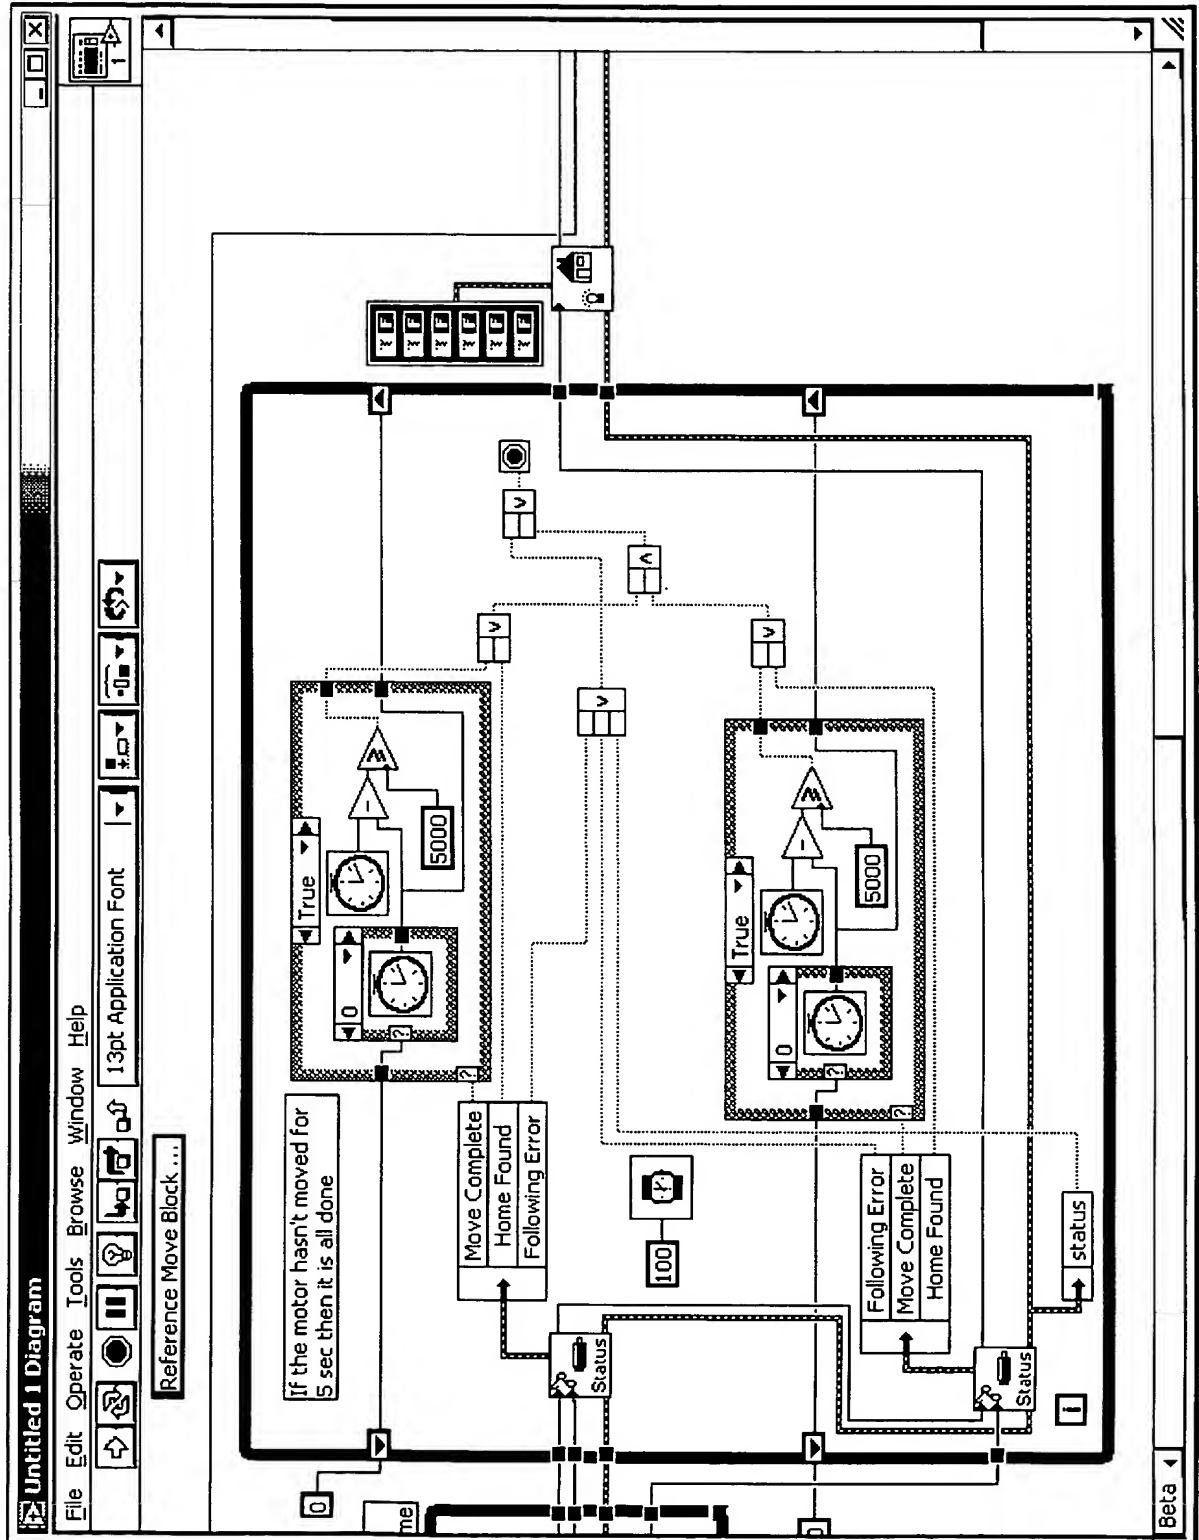 Untitled 1 Diagram
File Edit Operate Tools Browse Window Help
13pt Application Font
1
Reference Move Block ...
If the motor hasn't moved for
5 sec then it is all done
0
True
0
5000
Move Complete
Home Found
Following Error
Status
me
100
True
0
5000
Following Error
Move Complete
Home Found
Status
status
i
Beta